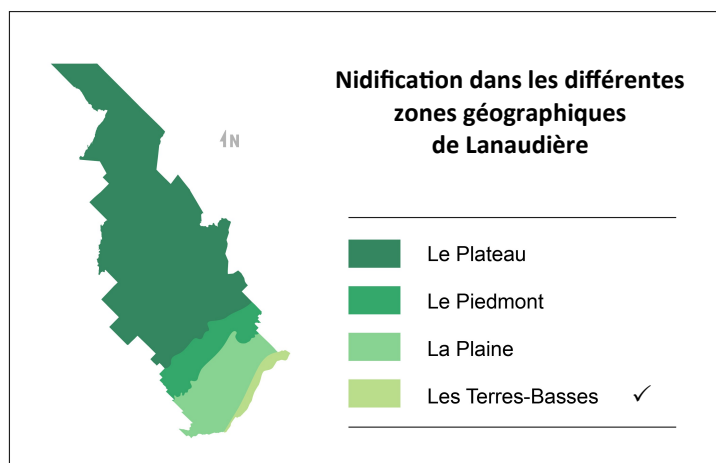 Nidification dans les différentes
zones géographiques
de Lanaudière
N
Le Plateau
Le Piedmont
La Plaine
Les Terres-Basses ✓